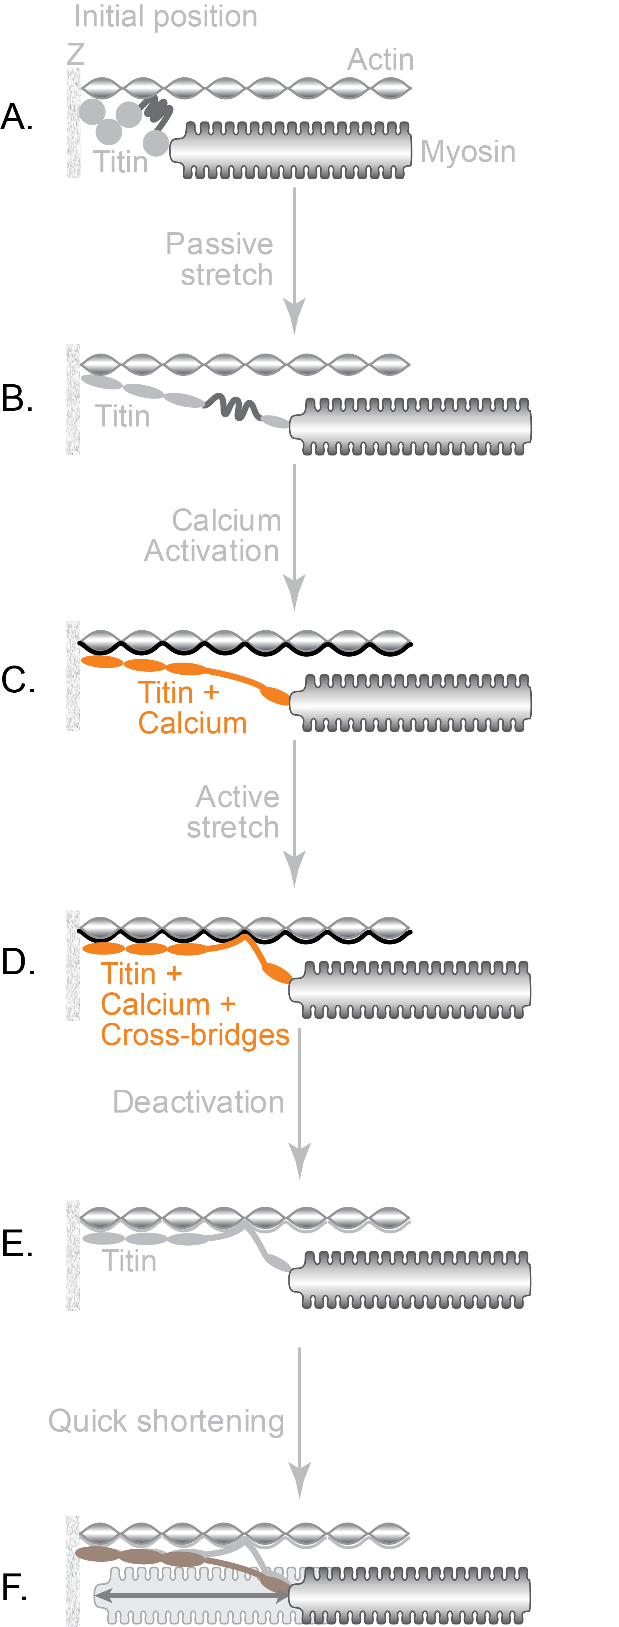 Initial position
Z
Actin
A.
Titin
Myosin
Passive
stretch
B.
Titin
Calcium
Activation
C.
Titin +
Calcium
Active
stretch
D.
Titin +
Calcium +
Cross-bridges
Deactivation
E.
Titin
Quick shortening
F.